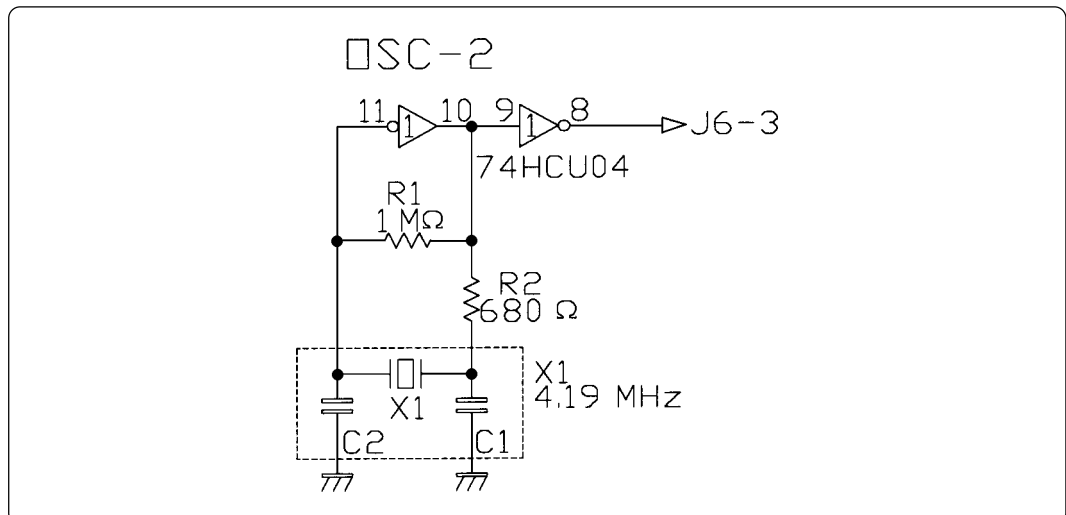 OSC-2
11 1 10 9 1 8 J6-3
74HCU04
R1
1 MΩ
R2
680 Ω
X1
4.19 MHz
X1
C2 C1